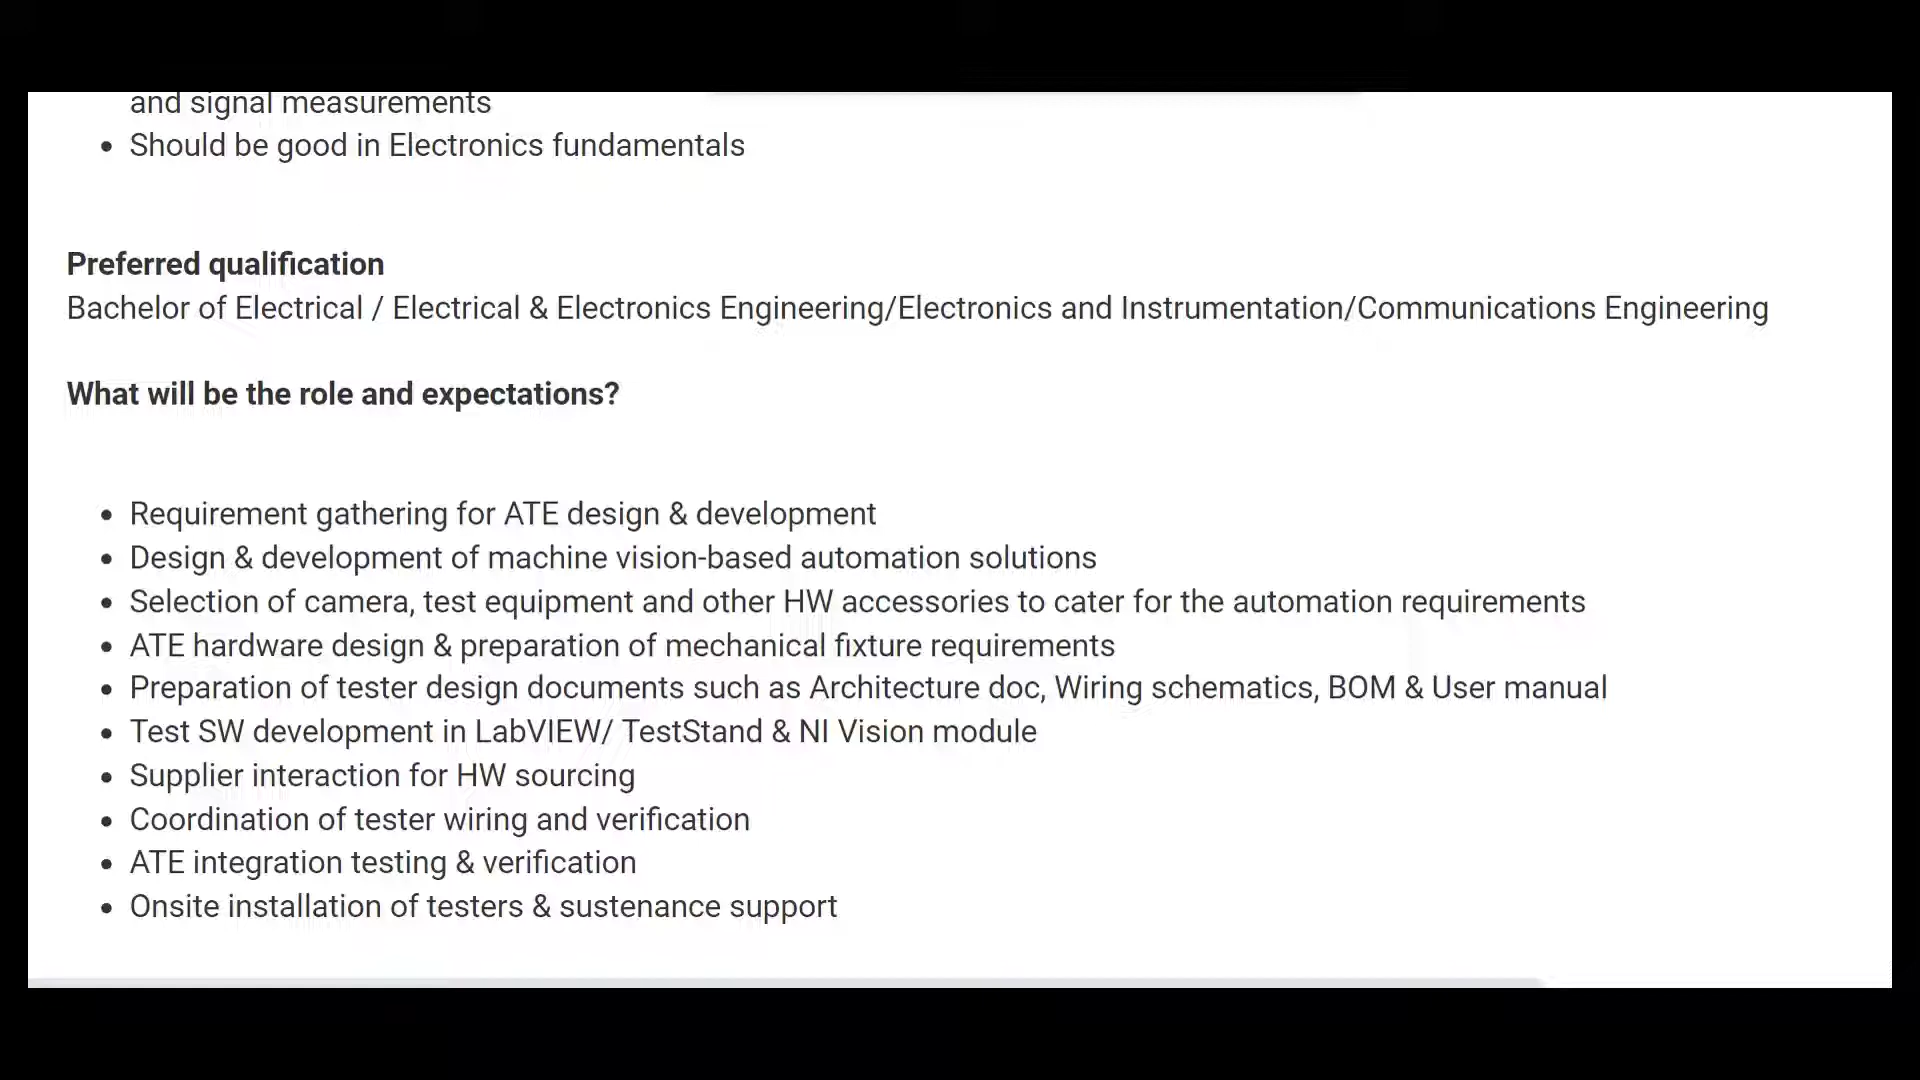 and signal measurements
Should be good in Electronics fundamentals
Preferred qualification
Bachelor of Electrical / Electrical & Electronics Engineering/Electronics and Instrumentation/Communications Engineering
What will be the role and expectations?
Requirement gathering for ATE design & development
Design & development of machine vision-based automation solutions
Selection of camera, test equipment and other HW accessories to cater for the automation requirements
ATE hardware design & preparation of mechanical fixture requirements
Preparation of tester design documents such as Architecture doc, Wiring schematics, BOM & User manual
Test SW development in LabVIEW/ TestStand & NI Vision module
Supplier interaction for HW sourcing
Coordination of tester wiring and verification
ATE integration testing & verification
Onsite installation of testers & sustenance support